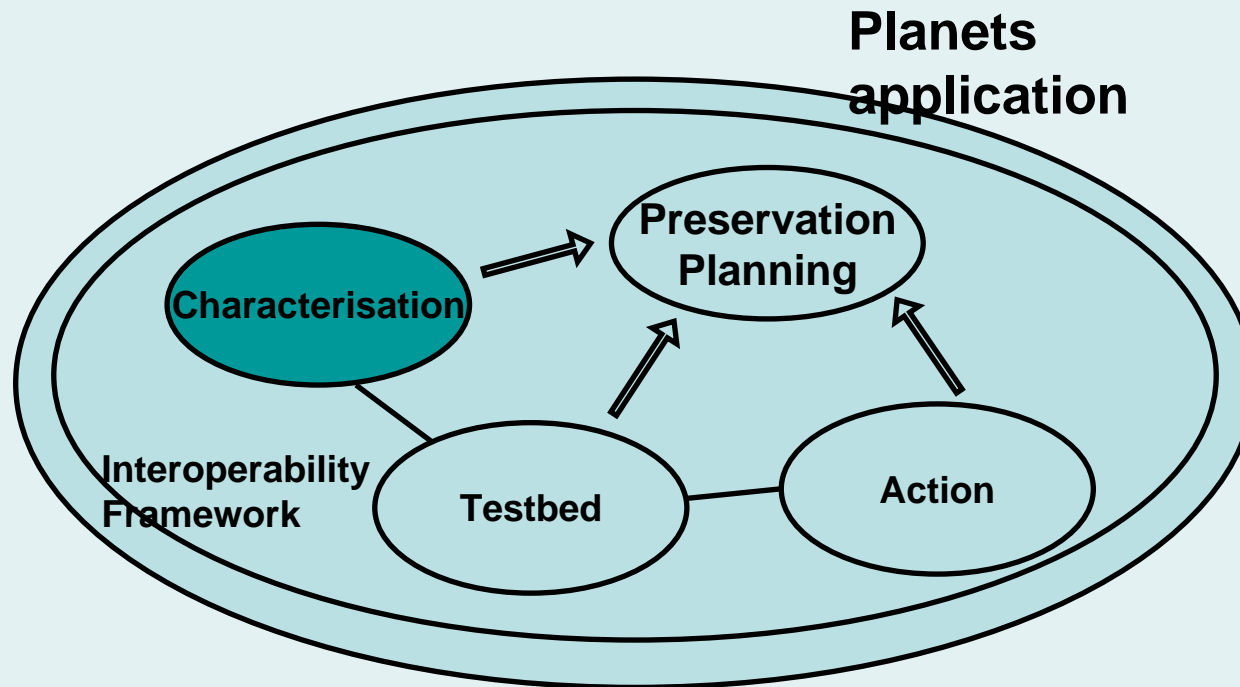 Planets
application
Preservation
Planning
Characterisation
Interoperability
Framework
Testbed
Action